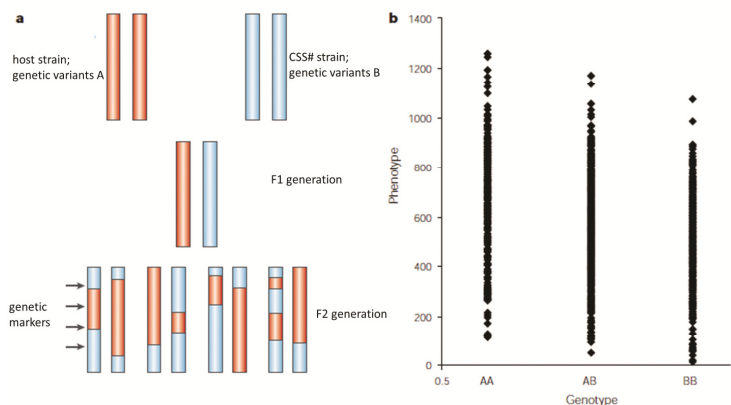 a
host strain;
genetic variants A
CSS# strain;
genetic variants B
F1 generation
genetic
markers
F2 generation
b
Phenotype
1400
1200
1000
800
600
400
200
0
0.5
AA
AB
BB
Genotype